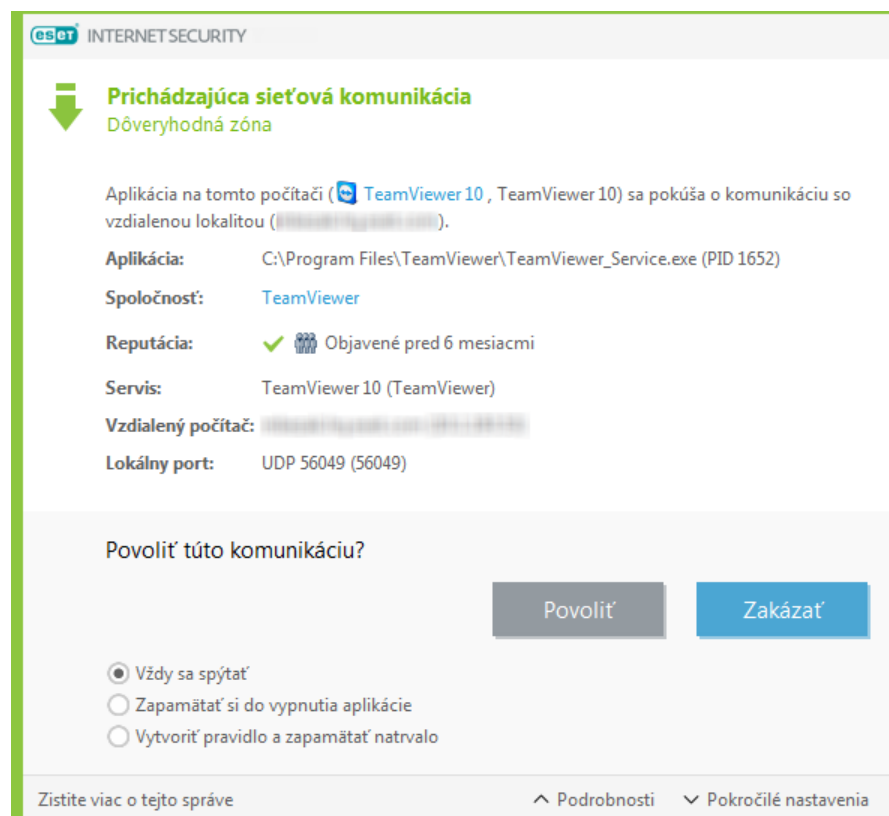 eset INTERNET SECURITY
Prichádzajúca sieťová komunikácia
Dôveryhodná zóna
Aplikácia na tomto počítači ( TeamViewer 10 , TeamViewer 10) sa pokúša o komunikáciu so
vzdialenou lokalitou ( ).
Aplikácia: C:\Program Files\TeamViewer\TeamViewer_Service.exe (PID 1652)
Spoločnosť: TeamViewer
Reputácia: Objavené pred 6 mesiacmi
Servis: TeamViewer 10 (TeamViewer)
Vzdialený počítač:
Lokálny port: UDP 56049 (56049)
Povoliť túto komunikáciu?
Povoliť Zakázať
Vždy sa spýtať
Zapamätať si do vypnutia aplikácie
Vytvoriť pravidlo a zapamätať natrvalo
Zistite viac o tejto správe Podrobnosti Pokročilé nastavenia